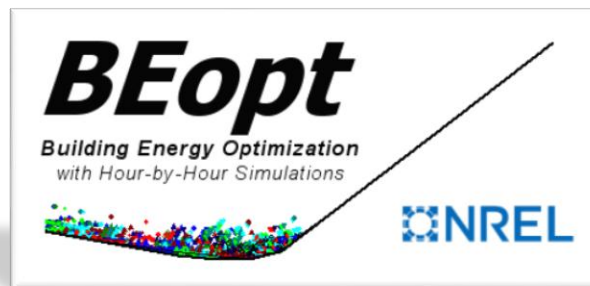 BEopt
Building Energy Optimization
with Hour-by-Hour Simulations
NREL